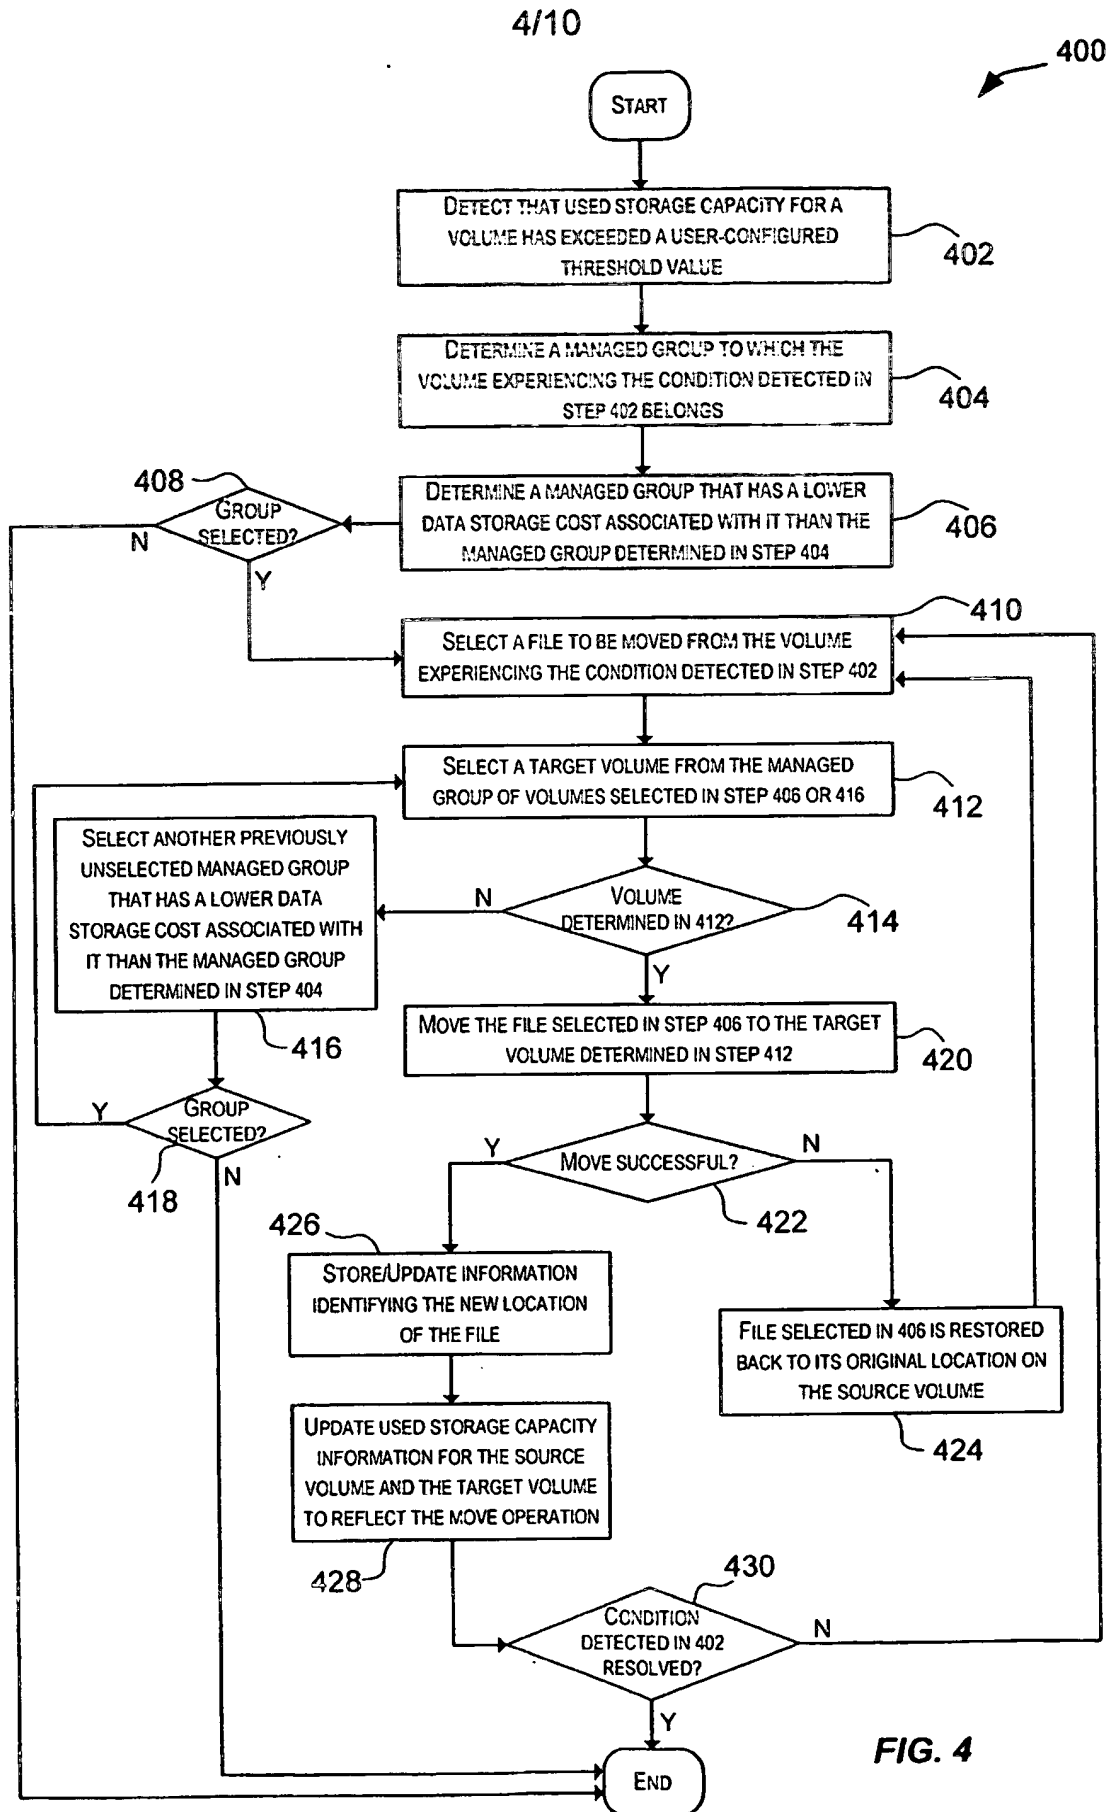 4/10
400
START
DETECT THAT USED STORAGE CAPACITY FOR A
VOLUME HAS EXCEEDED A USER-CONFIGURED
THRESHOLD VALUE
402
DETERMINE A MANAGED GROUP TO WHICH THE
VOLUME EXPERIENCING THE CONDITION DETECTED IN
STEP 402 BELONGS
404
408
GROUP
SELECTED?
N
Y
DETERMINE A MANAGED GROUP THAT HAS A LOWER
DATA STORAGE COST ASSOCIATED WITH IT THAN THE
MANAGED GROUP DETERMINED IN STEP 404
406
410
SELECT A FILE TO BE MOVED FROM THE VOLUME
EXPERIENCING THE CONDITION DETECTED IN STEP 402
SELECT A TARGET VOLUME FROM THE MANAGED
GROUP OF VOLUMES SELECTED IN STEP 406 OR 416
412
SELECT ANOTHER PREVIOUSLY
UNSELECTED MANAGED GROUP
THAT HAS A LOWER DATA
STORAGE COST ASSOCIATED WITH
IT THAN THE MANAGED GROUP
DETERMINED IN STEP 404
416
N
VOLUME
DETERMINED IN 412?
414
Y
MOVE THE FILE SELECTED IN STEP 406 TO THE TARGET
VOLUME DETERMINED IN STEP 412
420
Y
GROUP
SELECTED?
418
N
Y
MOVE SUCCESSFUL?
N
422
426
STORE/UPDATE INFORMATION
IDENTIFYING THE NEW LOCATION
OF THE FILE
FILE SELECTED IN 406 IS RESTORED
BACK TO ITS ORIGINAL LOCATION ON
THE SOURCE VOLUME
424
UPDATE USED STORAGE CAPACITY
INFORMATION FOR THE SOURCE
VOLUME AND THE TARGET VOLUME
TO REFLECT THE MOVE OPERATION
428
430
CONDITION
DETECTED IN 402
RESOLVED?
N
Y
END
FIG. 4